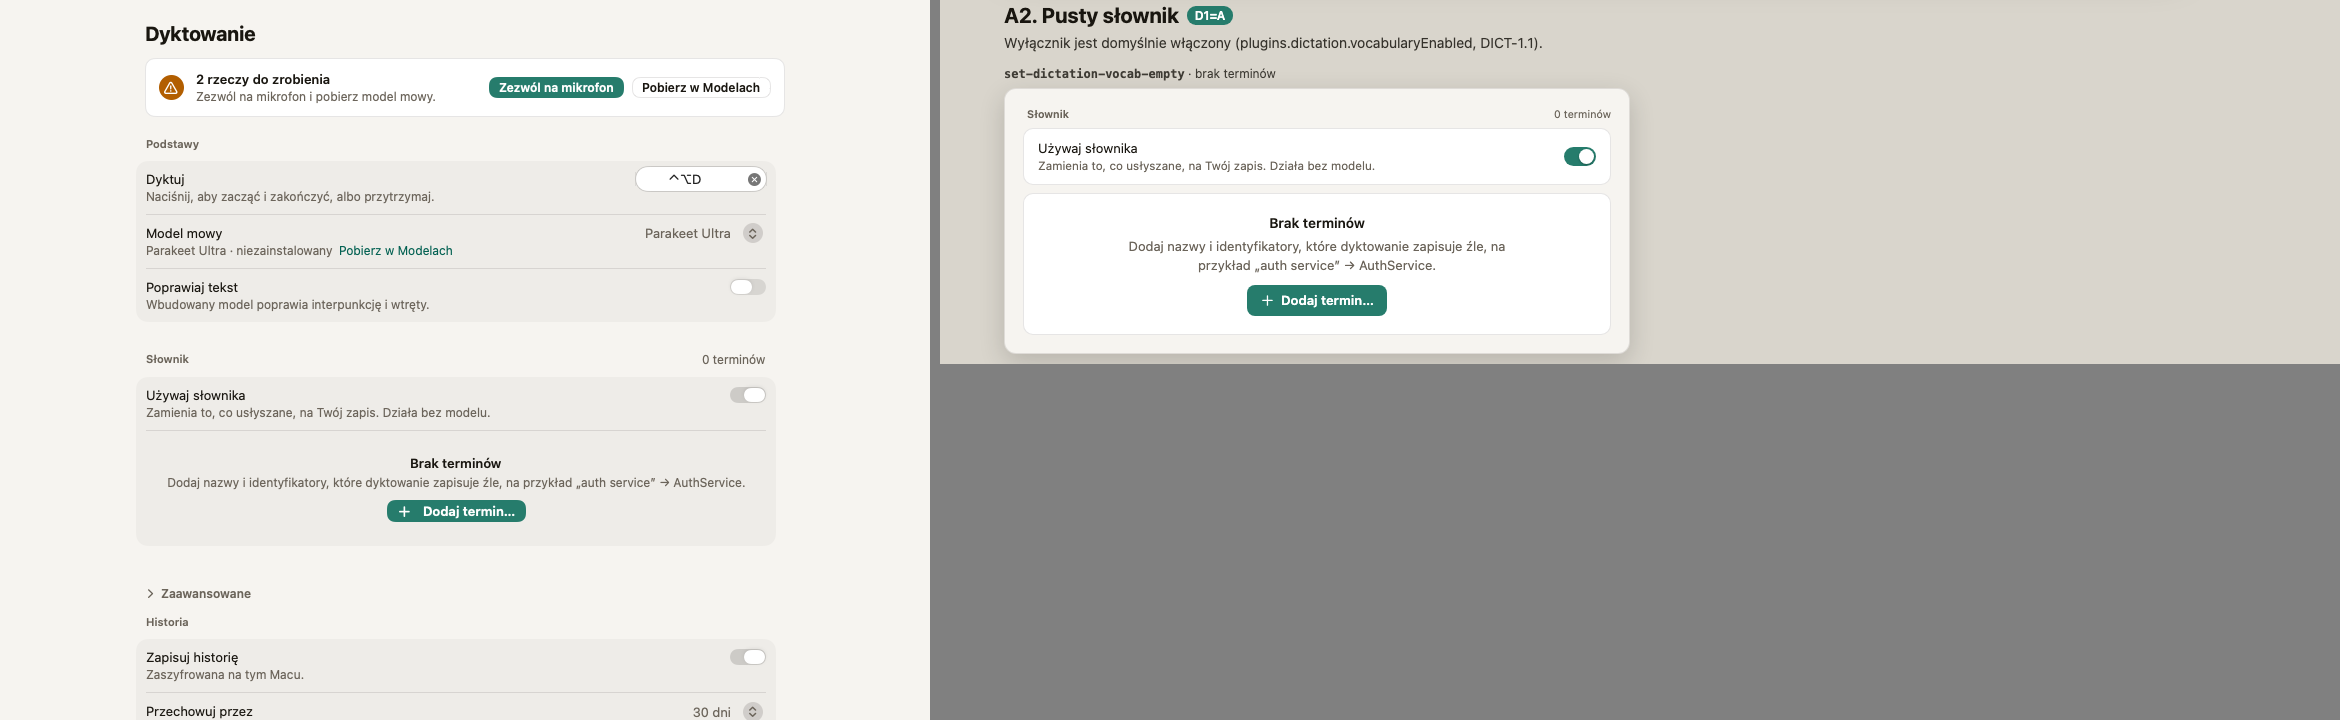 Dyktowanie
2 rzeczy do zrobienia
Zezwól na mikrofon i pobierz model mowy.
Zezwól na mikrofon
Pobierz w Modelach
Podstawy
Dyktuj
Naciśnij, aby zacząć i zakończyć, albo przytrzymaj.
⌃⌥D
Model mowy
Parakeet Ultra · niezainstalowany Pobierz w Modelach
Parakeet Ultra
Poprawiaj tekst
Wbudowany model poprawia interpunkcję i wtręty.
Słownik
0 terminów
Używaj słownika
Zamienia to, co usłyszane, na Twój zapis. Działa bez modelu.
Brak terminów
Dodaj nazwy i identyfikatory, które dyktowanie zapisuje źle, na przykład „auth service” → AuthService.
+ Dodaj termin...
Zaawansowane
Historia
Zapisuj historię
Zaszyfrowana na tym Macu.
Przechowuj przez
30 dni
A2. Pusty słownik D1=A
Wyłącznik jest domyślnie włączony (plugins.dictation.vocabularyEnabled, DICT-1.1).
set-dictation-vocab-empty · brak terminów
Słownik
0 terminów
Używaj słownika
Zamienia to, co usłyszane, na Twój zapis. Działa bez modelu.
Brak terminów
Dodaj nazwy i identyfikatory, które dyktowanie zapisuje źle, na
przykład „auth service” → AuthService.
+ Dodaj termin...